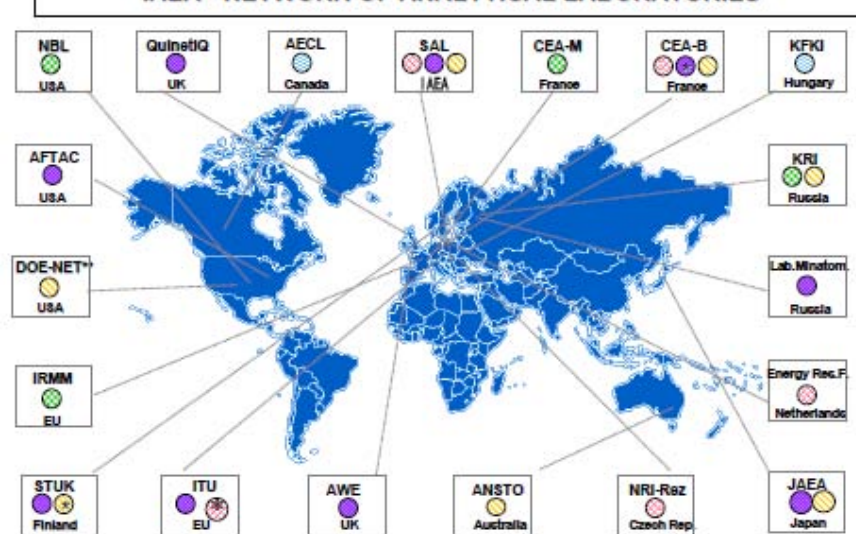 NBL
USA
QuinetiQ
UK
AECL
Canada
SAL
IAEA
CEA-M
France
CEA-B
France
KFKI
Hungary
AFTAC
USA
KRI
Russia
DOE-NET**
USA
Lab.Minatom.
Russia
IRMM
EU
Energy Res.F.
Netherlands
STUK
Finland
ITU
EU
AWE
UK
ANSTO
Australia
NRI-Rez
Czech Rep.
JAEA
Japan